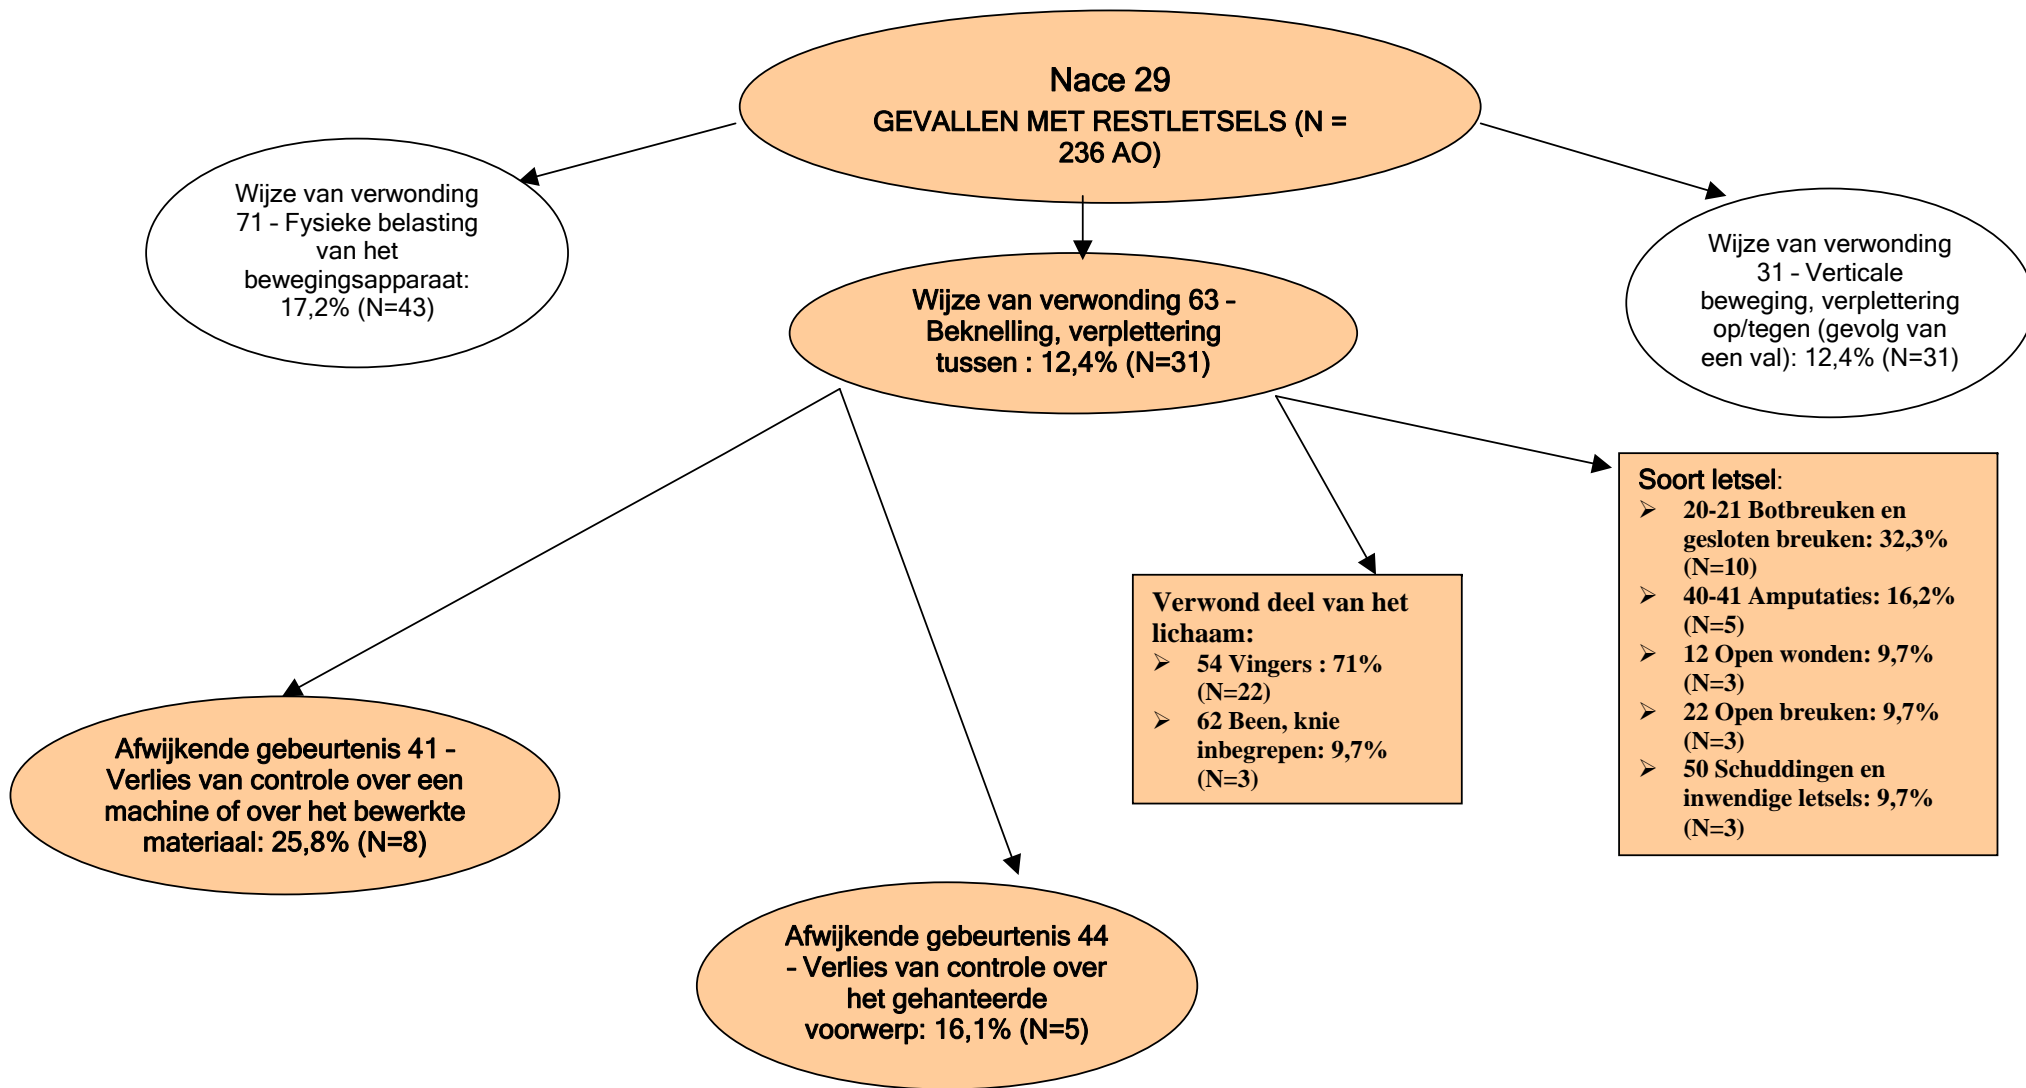 Nace 29
GEVALLEN MET RESTLETSELS (N =
236 AO)
Wijze van verwonding
71 – Fysieke belasting
van het
bewegingsapparaat:
17,2% (N=43)
Wijze van verwonding 63 –
Beknelling, verplettering
tussen : 12,4% (N=31)
Wijze van verwonding
31 – Verticale
beweging, verplettering
op/tegen (gevolg van
een val): 12,4% (N=31)
Afwijkende gebeurtenis 41 –
Verlies van controle over een
machine of over het bewerkte
materiaal: 25,8% (N=8)
Afwijkende gebeurtenis 44
– Verlies van controle over
het gehanteerde
voorwerp: 16,1% (N=5)
Verwond deel van het
lichaam:
➢ 54 Vingers : 71%
(N=22)
➢ 62 Been, knie
inbegrepen: 9,7%
(N=3)
Soort letsel:
➢ 20-21 Botbreuken en
gesloten breuken: 32,3%
(N=10)
➢ 40-41 Amputaties: 16,2%
(N=5)
➢ 12 Open wonden: 9,7%
(N=3)
➢ 22 Open breuken: 9,7%
(N=3)
➢ 50 Schuddingen en
inwendige letsels: 9,7%
(N=3)